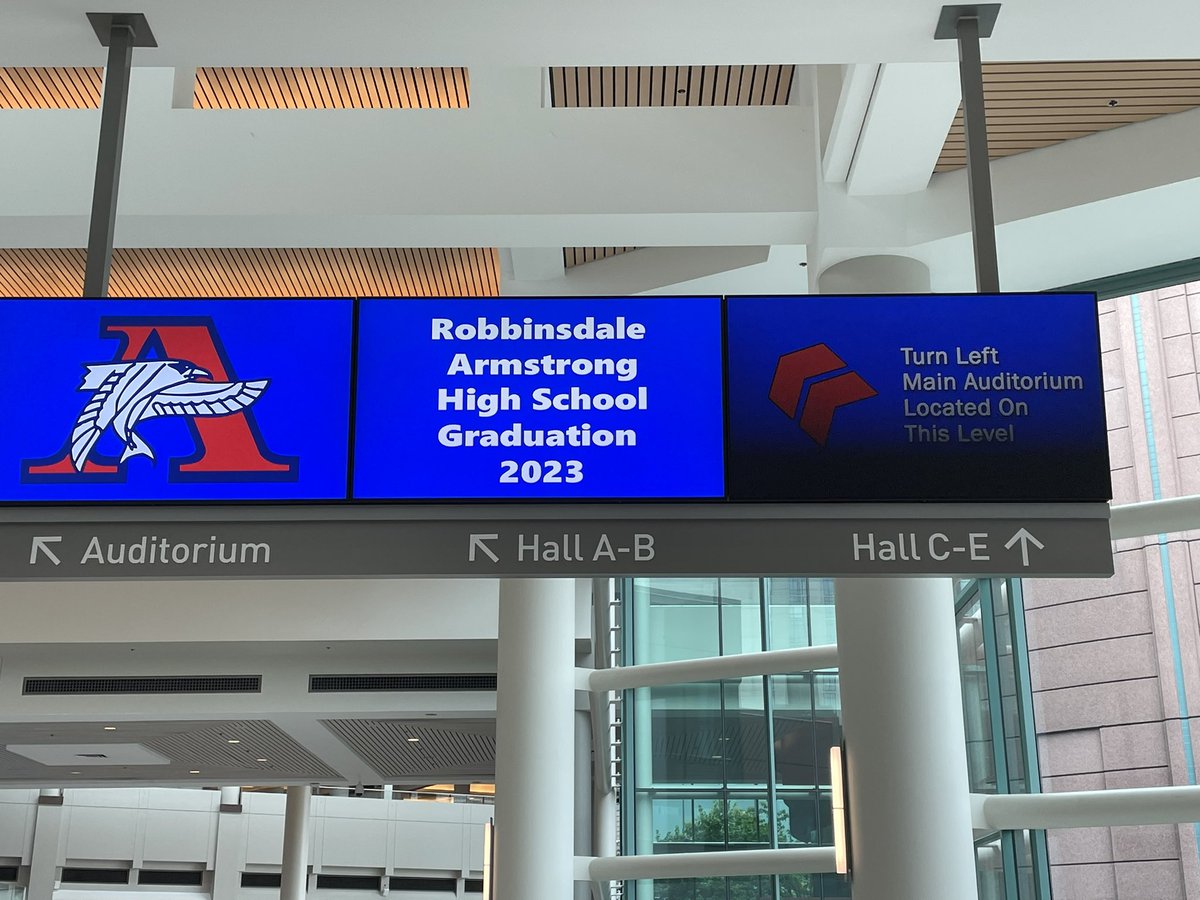 A
Robbinsdale
Armstrong
High School
Graduation
2023
Turn Left
Main Auditorium
Located On
This Level
Auditorium
Hall A-B
Hall C-E